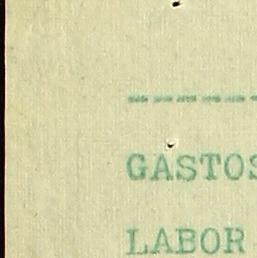 ------
GASTOS
LABOR